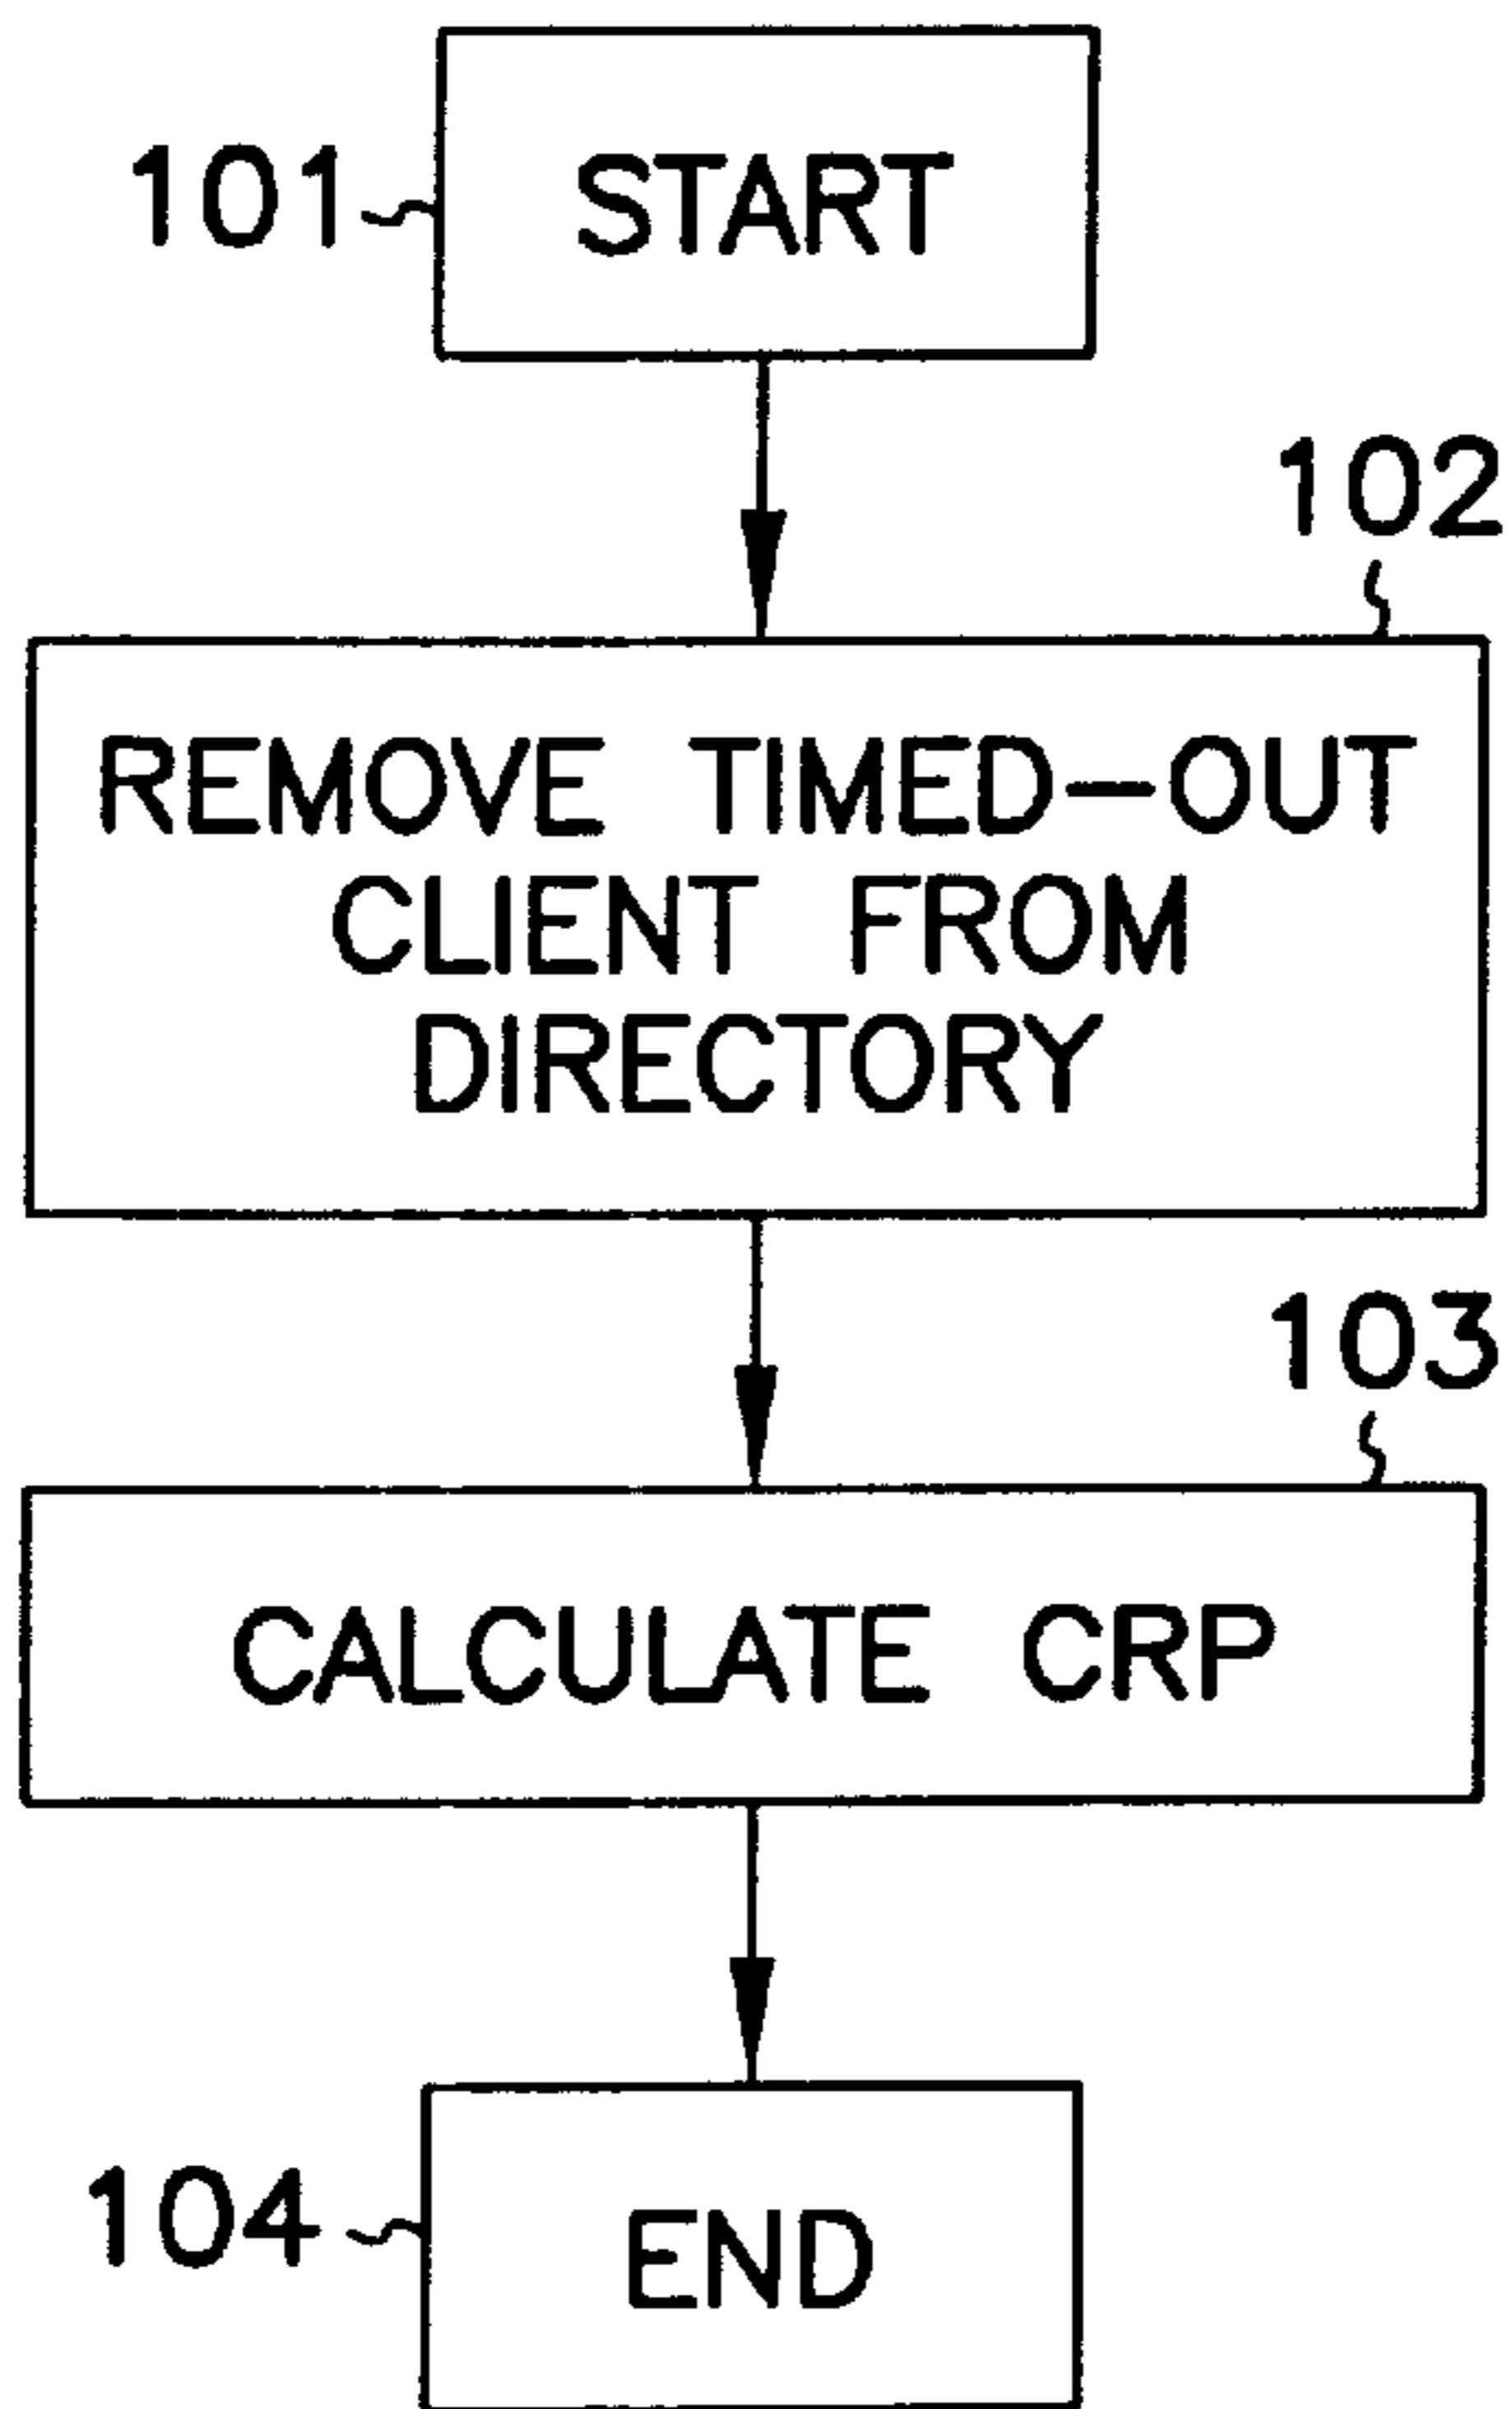 101
START
102
REMOVE TIMED-OUT
CLIENT FROM
DIRECTORY
103
CALCULATE CRP
104
END